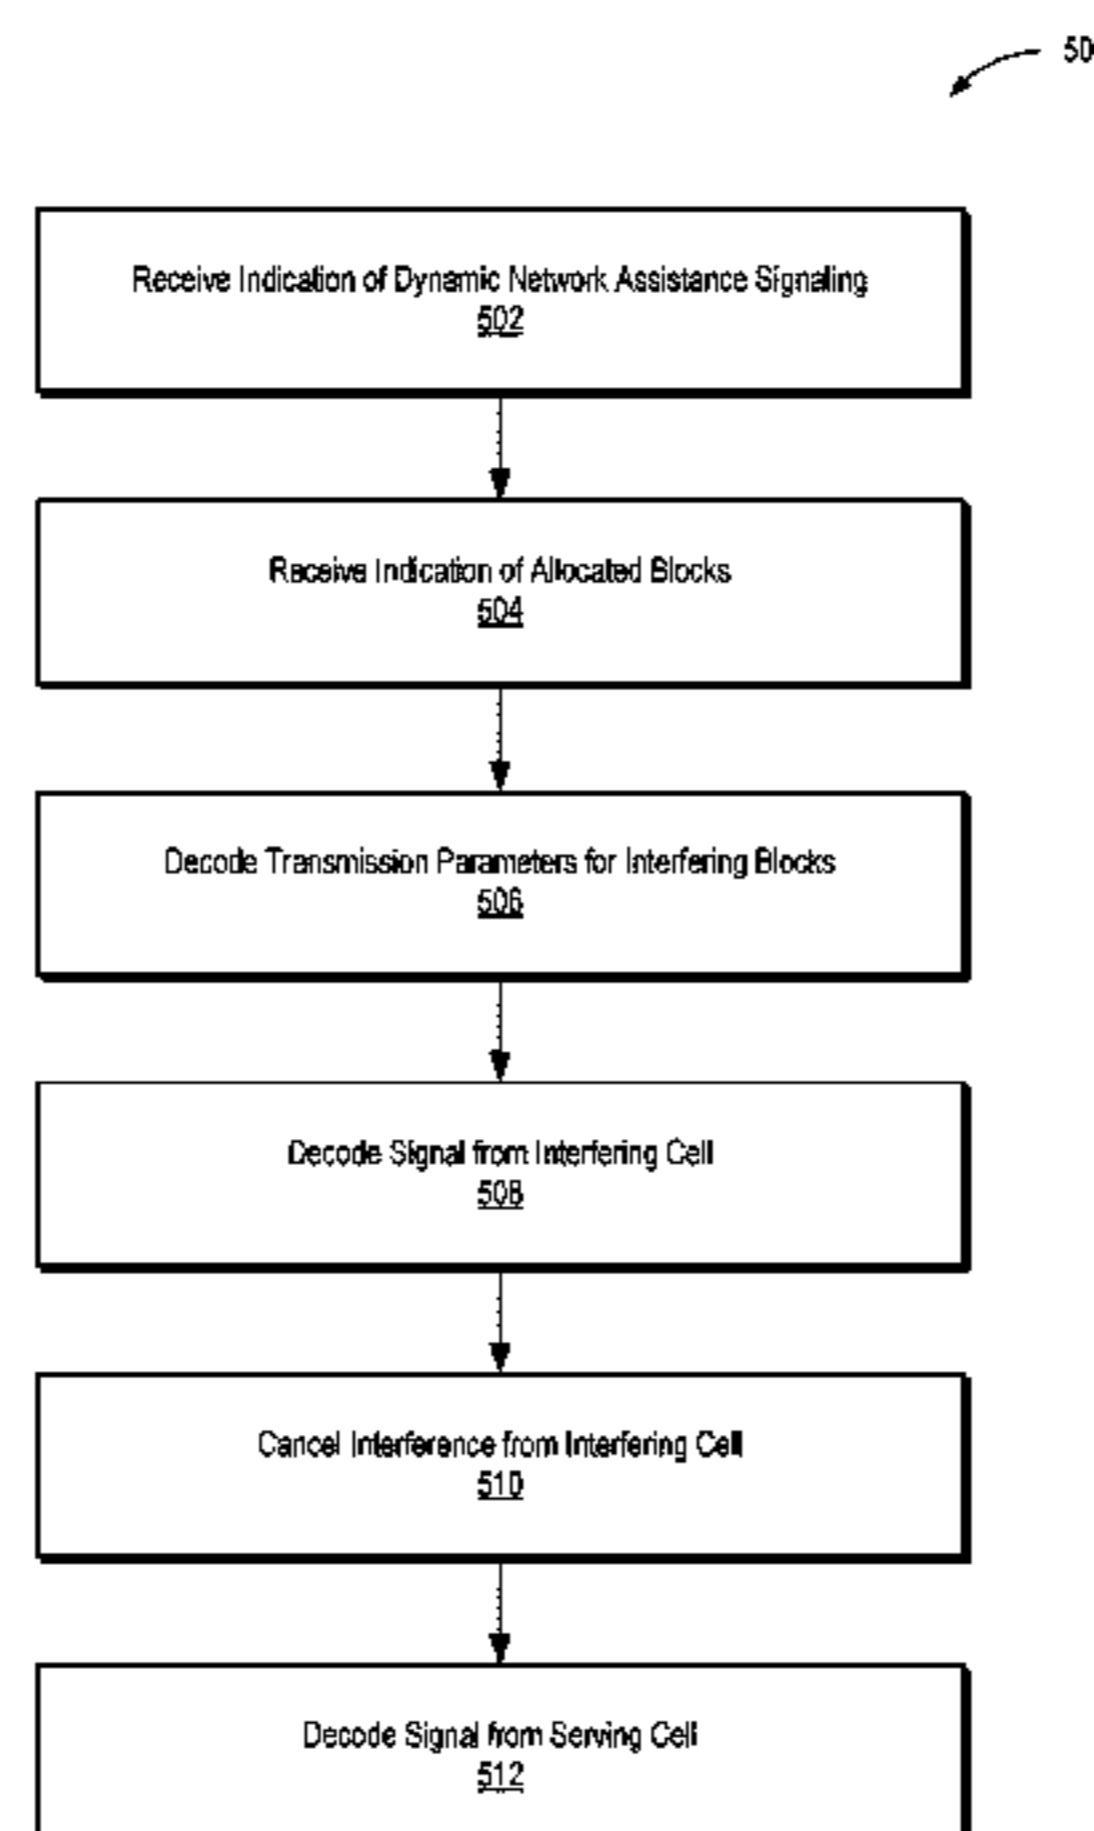 50
Receive Indication of Dynamic Network Assistance Signaling
502
Receive Indication of Allocated Blocks
504
Decode Transmission Parameters for Interfering Blocks
506
Decode Signal from Interfering Cell
508
Cancel Interference from Interfering Cell
510
Decode Signal from Serving Cell
512